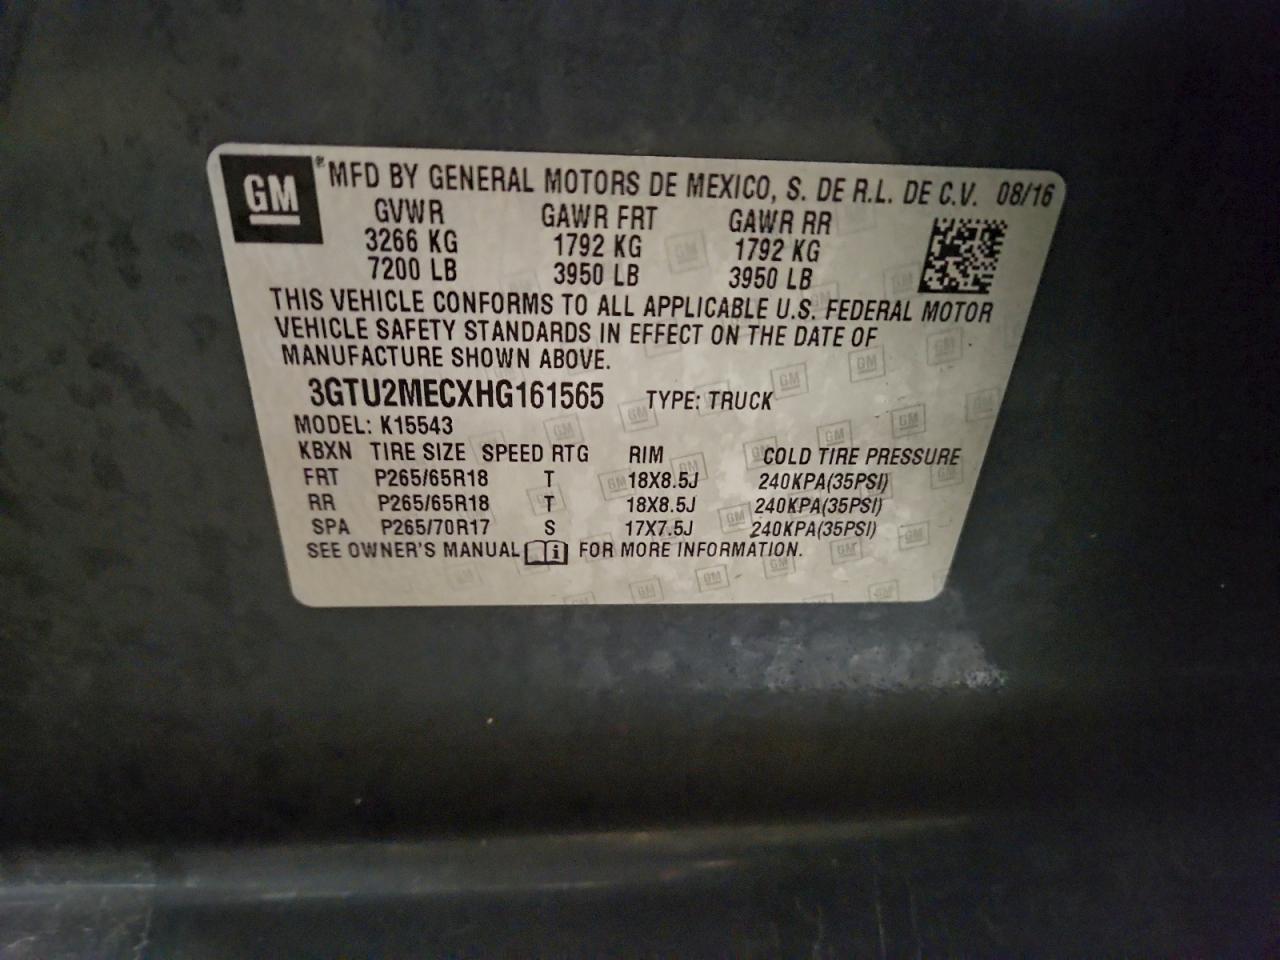 GM
MFD BY GENERAL MOTORS DE MEXICO, S. DE R.L. DE C.V. 08/16
GVWR GAWR FRT GAWR RR
3266 KG 1792 KG 1792 KG
7200 LB 3950 LB 3950 LB
THIS VEHICLE CONFORMS TO ALL APPLICABLE U.S. FEDERAL MOTOR
VEHICLE SAFETY STANDARDS IN EFFECT ON THE DATE OF
MANUFACTURE SHOWN ABOVE.
3GTU2MECXHG161565 TYPE: TRUCK
MODEL: K15543
KBXN TIRE SIZE SPEED RTG RIM COLD TIRE PRESSURE
FRT P265/65R18 T 18X8.5J 240KPA(35PSI)
RR P265/65R18 T 18X8.5J 240KPA(35PSI)
SPA P265/70R17 S 17X7.5J 240KPA(35PSI)
SEE OWNER'S MANUAL i FOR MORE INFORMATION.